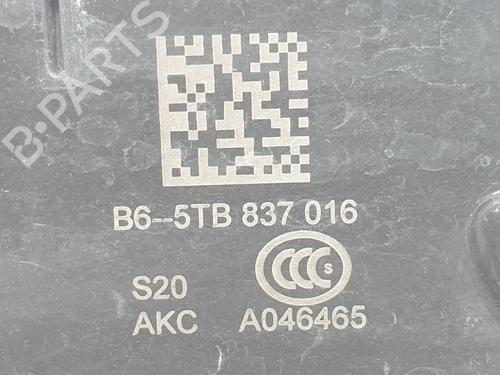 B-PARTS
B6--5TB 837 016
CCC S
S20
AKC A046465